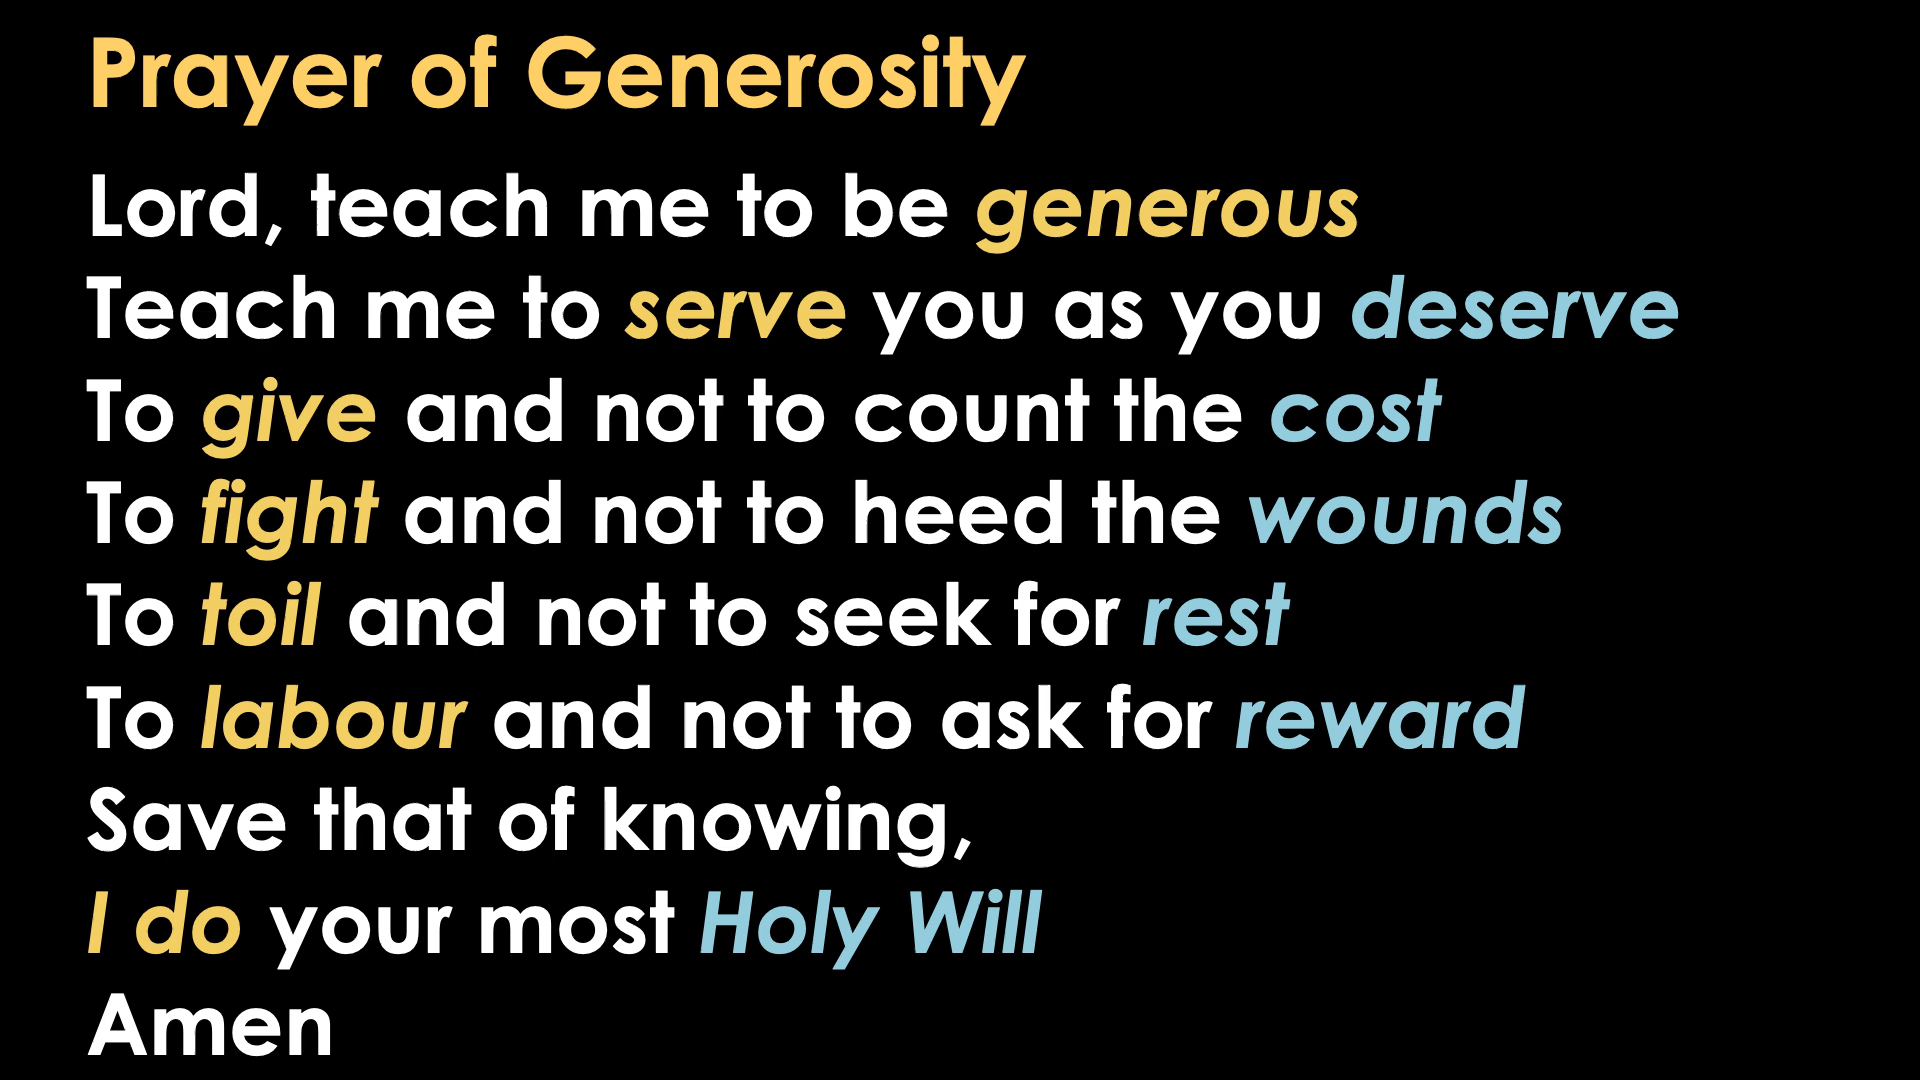 Prayer of Generosity
Lord, teach me to be generous
Teach me to serve you as you deserve
To give and not to count the cost
To fight and not to heed the wounds
To toil and not to seek for rest
To labour and not to ask for reward
Save that of knowing,
I do your most Holy Will
Amen